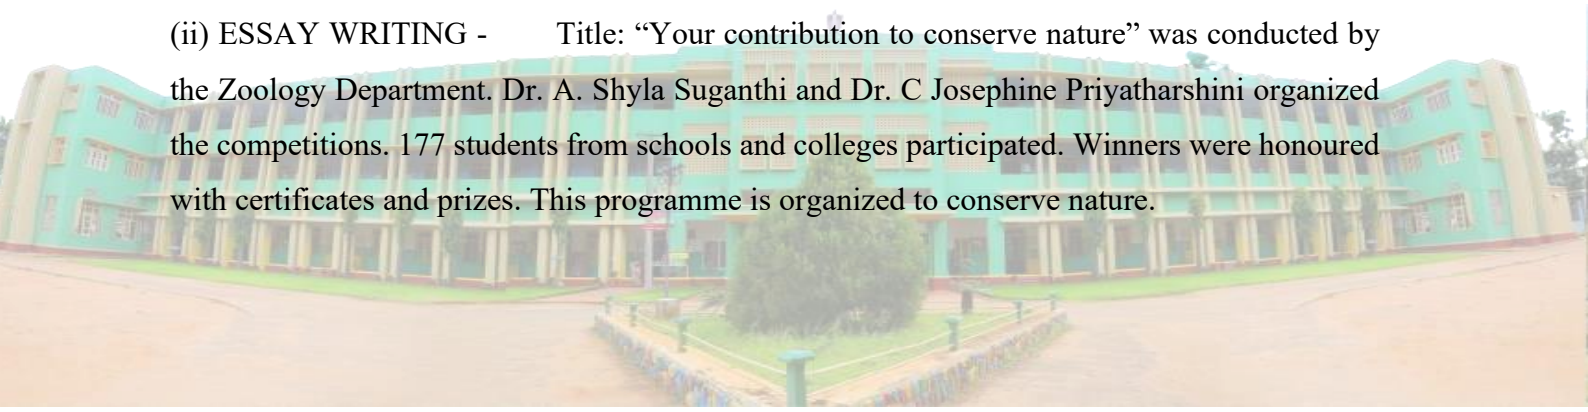 (ii) ESSAY WRITING - Title: “Your contribution to conserve nature” was conducted by
the Zoology Department. Dr. A. Shyla Suganthi and Dr. C Josephine Priyatharshini organized
the competitions. 177 students from schools and colleges participated. Winners were honoured
with certificates and prizes. This programme is organized to conserve nature.